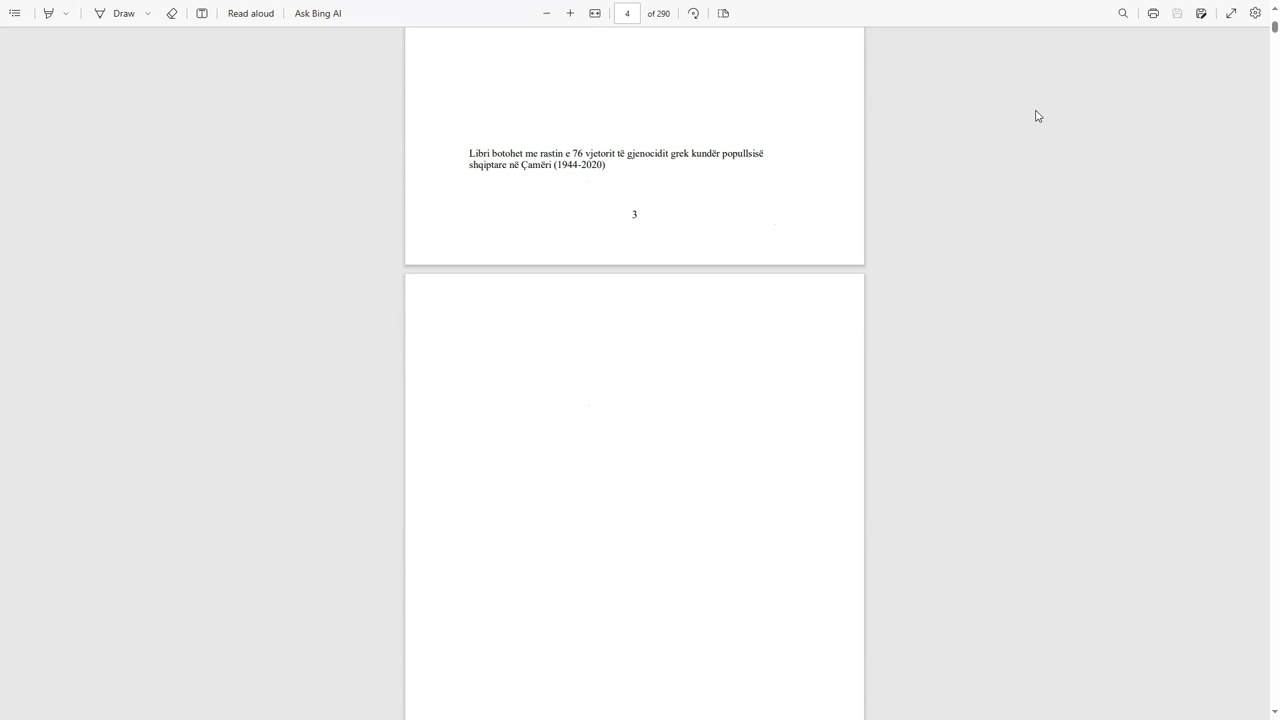 Draw
Read aloud
Ask Bing AI
4
of 290
Libri botohet me rastin e 76 vjetorit të gjenocidit grek kundër popullsisë
shqiptare në Çamëri (1944-2020)
3